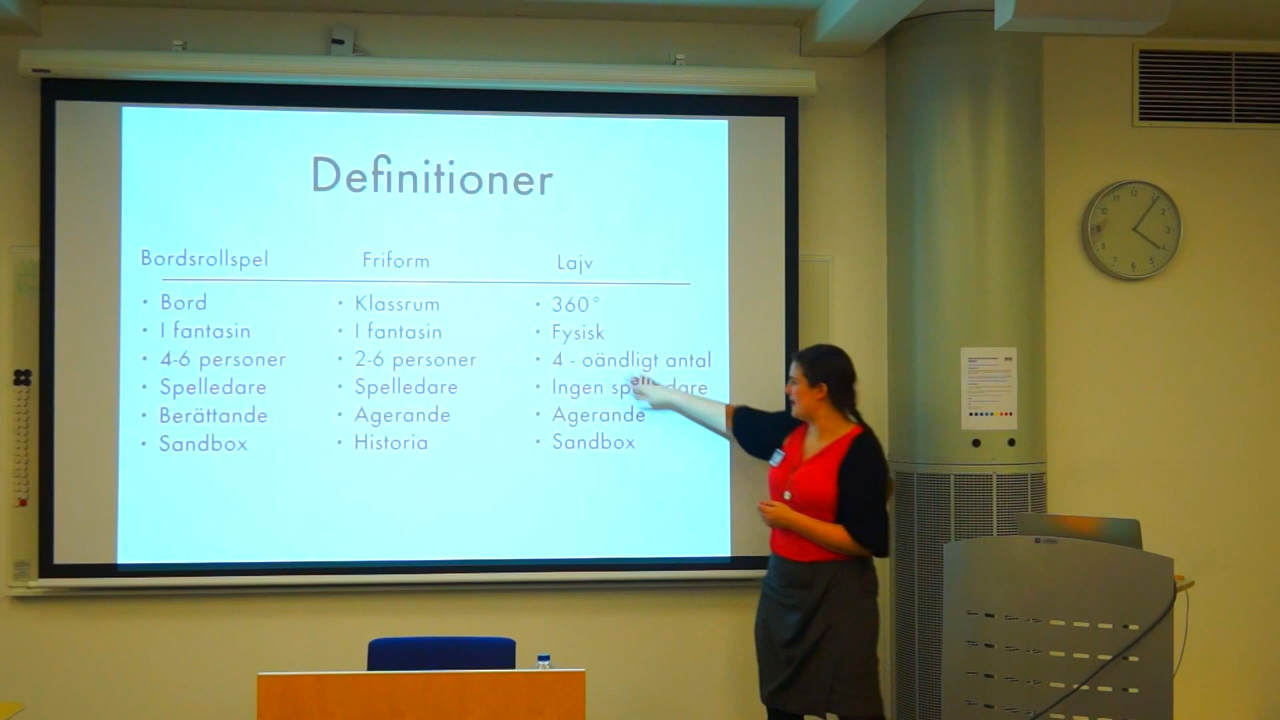 Definitioner
Bordsrollspel
• Bord
• I fantasin
• 4-6 personer
• Spelledare
• Berättande
• Sandbox
Friform
• Klassrum
• I fantasin
• 2-6 personer
• Spelledare
• Agerande
• Historia
Lajv
• 360°
• Fysisk
• 4 - oändligt antal
• Ingen spelledare
• Agerande
• Sandbox